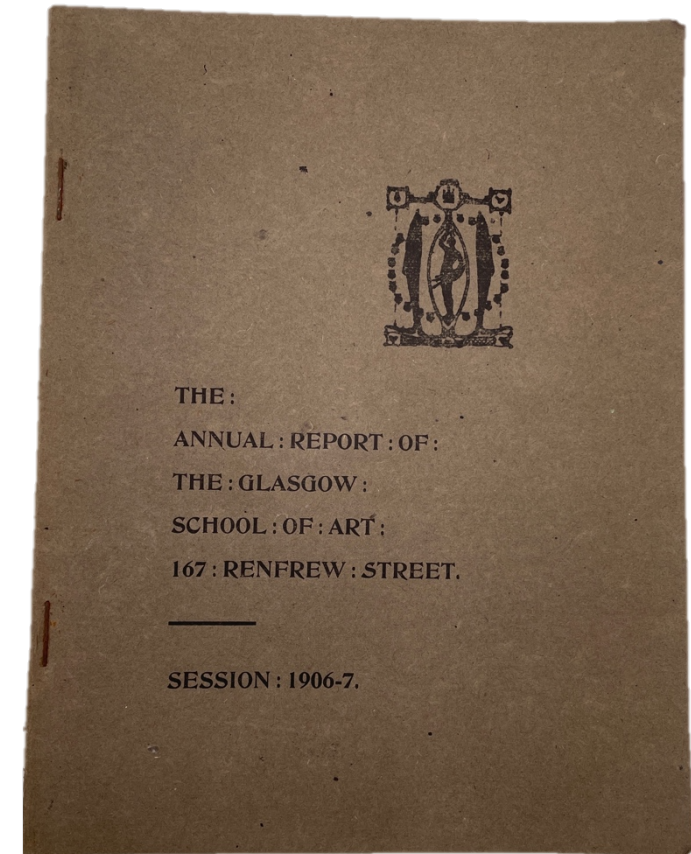 THE :
ANNUAL : REPORT : OF :
THE : GLASGOW :
SCHOOL : OF : ART :
167 : RENFREW : STREET.
SESSION : 1906-7.